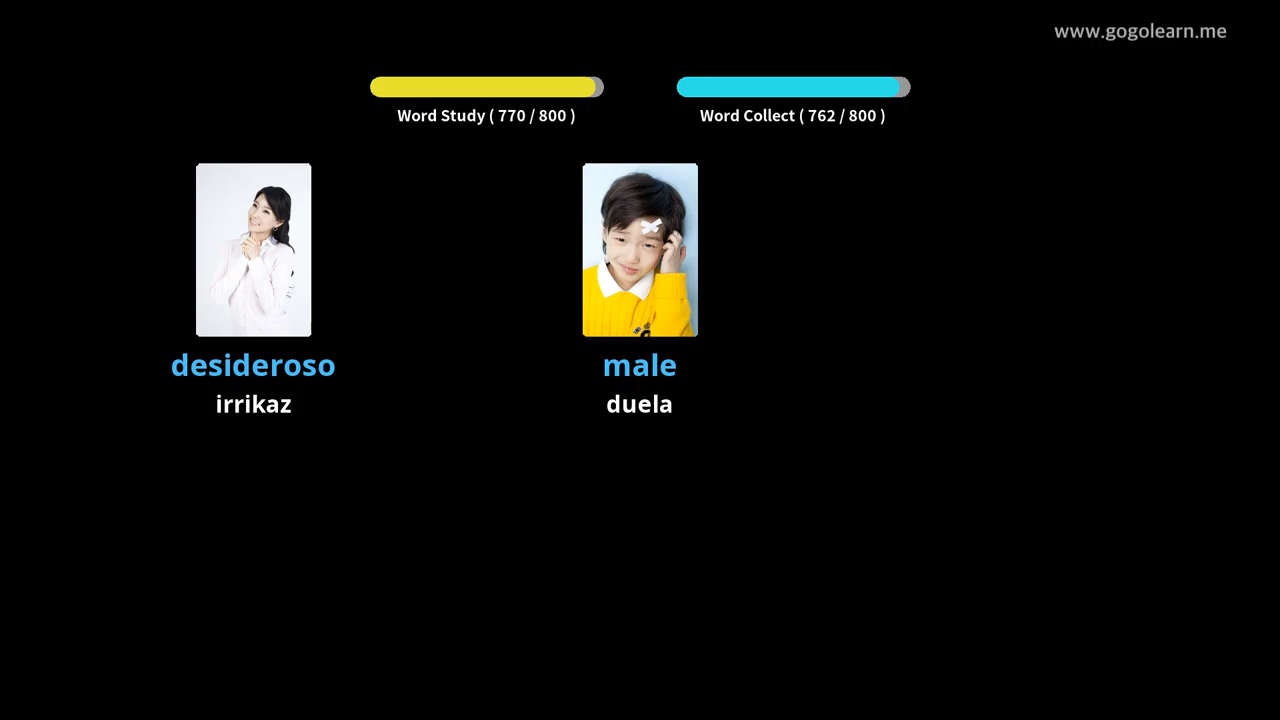 www.gogolearn.me
Word Study ( 770 / 800 )
Word Collect ( 762 / 800 )
desideroso
male
irrikaz
duela